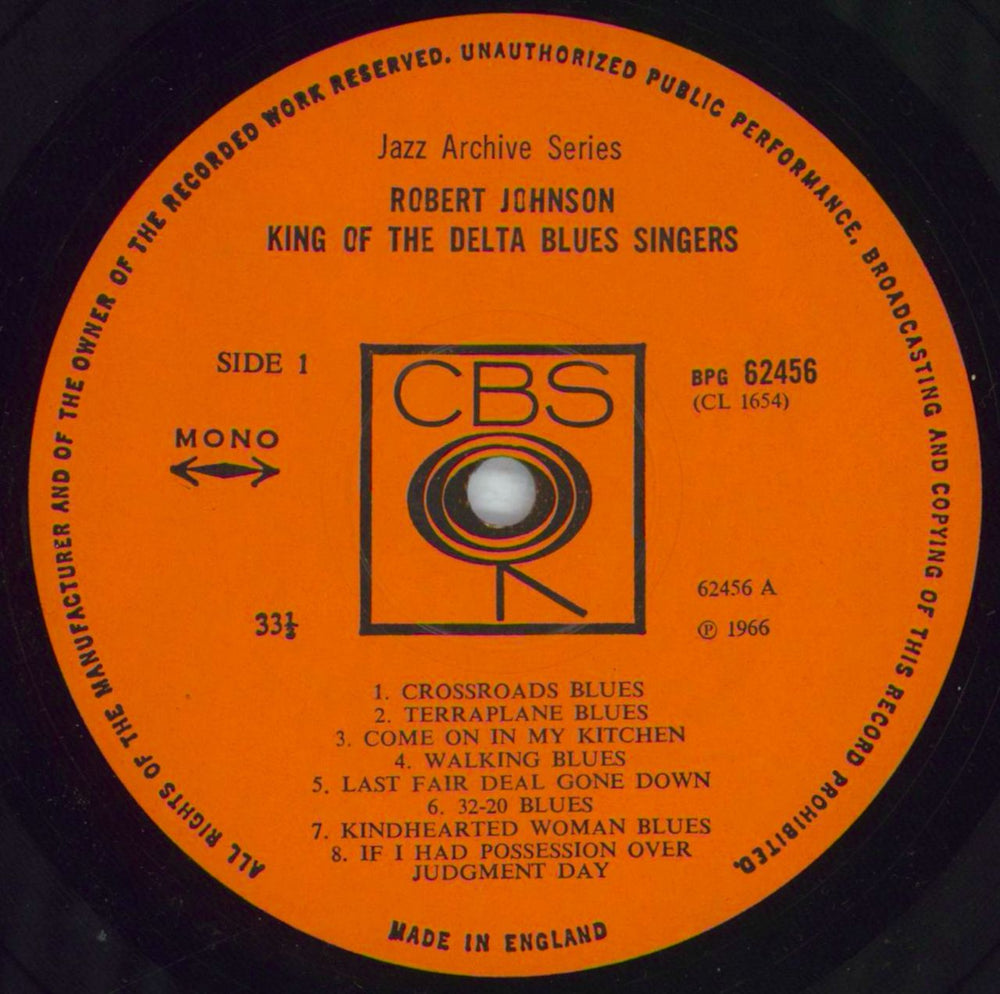 ALL RIGHTS OF THE MANUFACTURER AND OF THE OWNER OF THE RECORDED WORK RESERVED. UNAUTHORIZED PUBLIC PERFORMANCE, BROADCASTING AND COPYING OF THIS RECORD PROHIBITED.
Jazz Archive Series
ROBERT JOHNSON
KING OF THE DELTA BLUES SINGERS
SIDE 1
MONO
CBS
BPG 62456
(CL 1654)
33⅓
62456 A
℗ 1966
1. CROSSROADS BLUES
2. TERRAPLANE BLUES
3. COME ON IN MY KITCHEN
4. WALKING BLUES
5. LAST FAIR DEAL GONE DOWN
6. 32-20 BLUES
7. KINDHEARTED WOMAN BLUES
8. IF I HAD POSSESSION OVER
JUDGMENT DAY
MADE IN ENGLAND